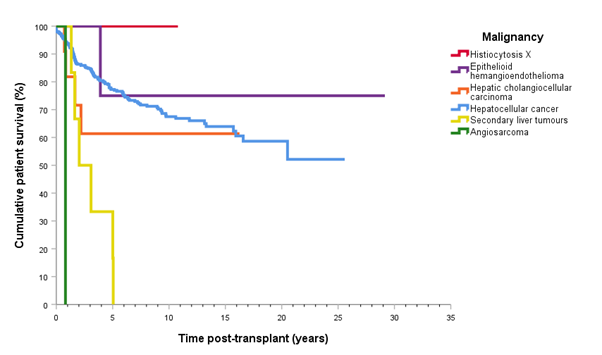 Cumulative patient survival (%)
100
90
80
70
60
50
40
30
20
10
0
0 5 10 15 20 25 30 35
Time post-transplant (years)
Malignancy
Histiocytosis X
Epithelioid
hemangioendothelioma
Hepatic cholangiocellular
carcinoma
Hepatocellular cancer
Secondary liver tumours
Angiosarcoma